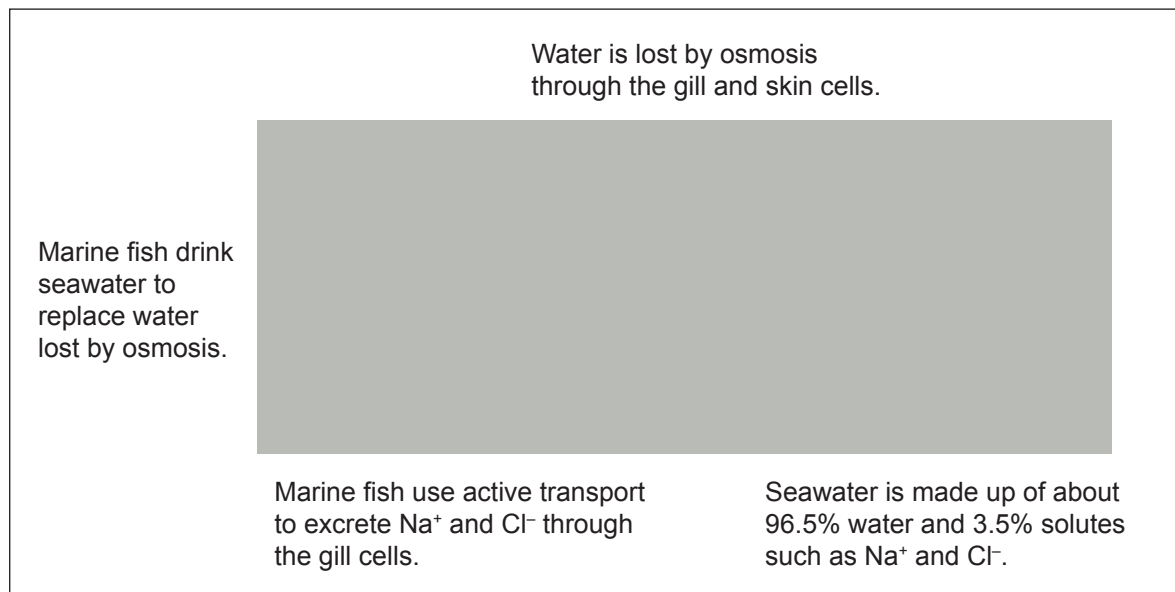 Water is lost by osmosis
through the gill and skin cells.
Marine fish drink
seawater to
replace water
lost by osmosis.
Marine fish use active transport
to excrete Na⁺ and Cl⁻ through
the gill cells.
Seawater is made up of about
96.5% water and 3.5% solutes
such as Na⁺ and Cl⁻.